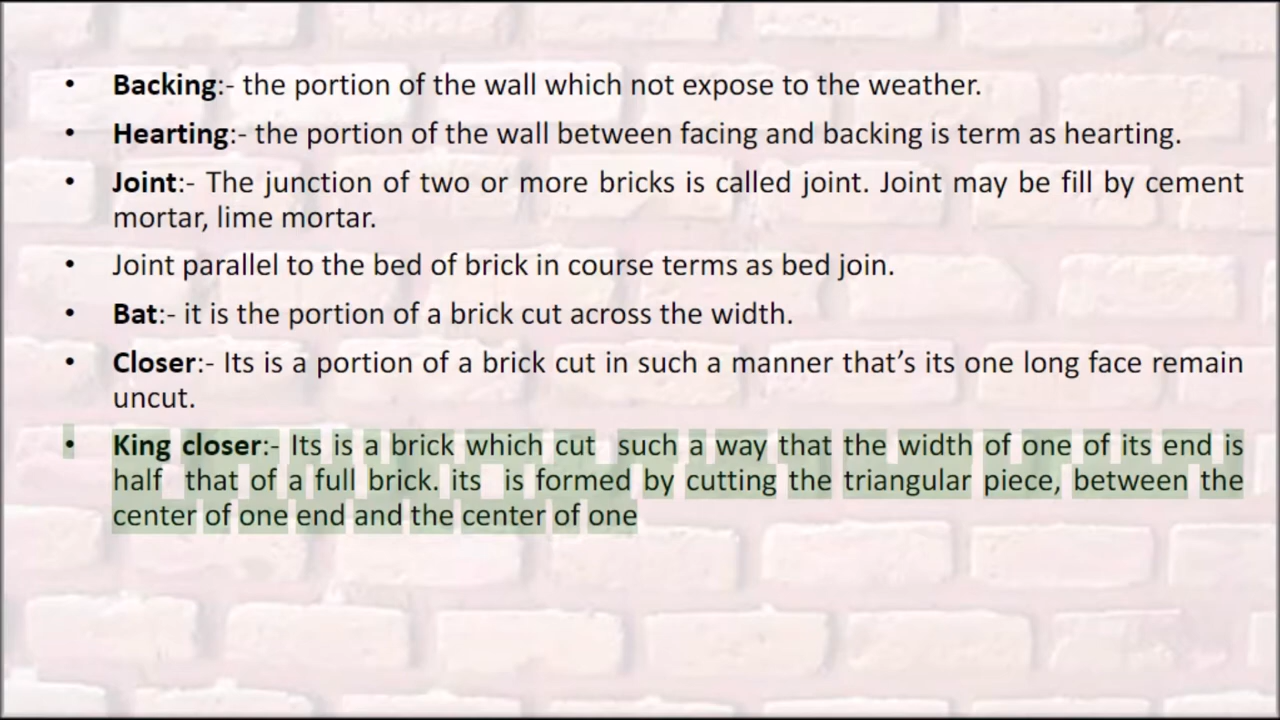 • Backing:- the portion of the wall which not expose to the weather.
• Hearting:- the portion of the wall between facing and backing is term as hearting.
• Joint:- The junction of two or more bricks is called joint. Joint may be fill by cement
mortar, lime mortar.
• Joint parallel to the bed of brick in course terms as bed join.
• Bat:- it is the portion of a brick cut across the width.
• Closer:- Its is a portion of a brick cut in such a manner that’s its one long face remain
uncut.
• King closer:- Its is a brick which cut such a way that the width of one of its end is
half that of a full brick. its is formed by cutting the triangular piece, between the
center of one end and the center of one